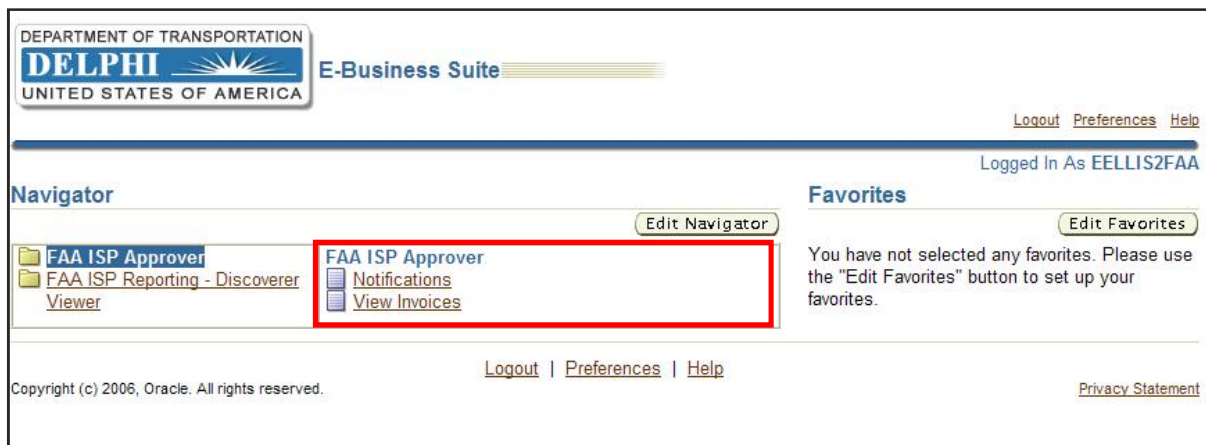 DEPARTMENT OF TRANSPORTATION
DELPHI
UNITED STATES OF AMERICA
E-Business Suite
Logout Preferences Help
Logged In As EELLIS2FAA
Navigator
Edit Navigator
FAA ISP Approver
FAA ISP Reporting - Discoverer
Viewer
FAA ISP Approver
Notifications
View Invoices
Favorites
Edit Favorites
You have not selected any favorites. Please use
the "Edit Favorites" button to set up your
favorites.
Logout | Preferences | Help
Copyright (c) 2006, Oracle. All rights reserved.
Privacy Statement